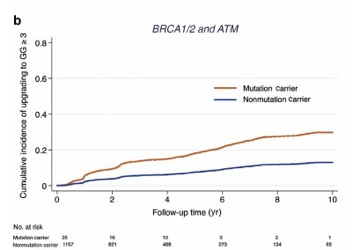 b
BRCA1/2 and ATM
Cumulative incidence of upgrading to GG ≥ 3
0.8
0.6
0.4
0.2
0
Mutation carrier
Nonmutation carrier
0 2 4 6 8 10
Follow-up time (yr)
No. at risk
Mutation carrier 35 16 10 3 2 1
Nonmutation carrier 1157 821 498 273 134 65